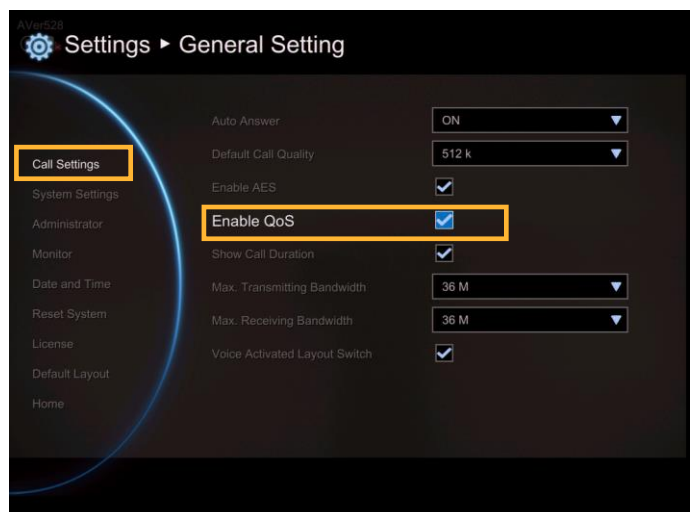 AVer528
Settings ► General Setting
Auto Answer ON
Default Call Quality 512 k
Call Settings
Enable AES
System Settings
Enable QoS
Administrator
Monitor
Show Call Duration
Date and Time
Max. Transmitting Bandwidth 36 M
Reset System
Max. Receiving Bandwidth 36 M
License
Voice Activated Layout Switch
Default Layout
Home